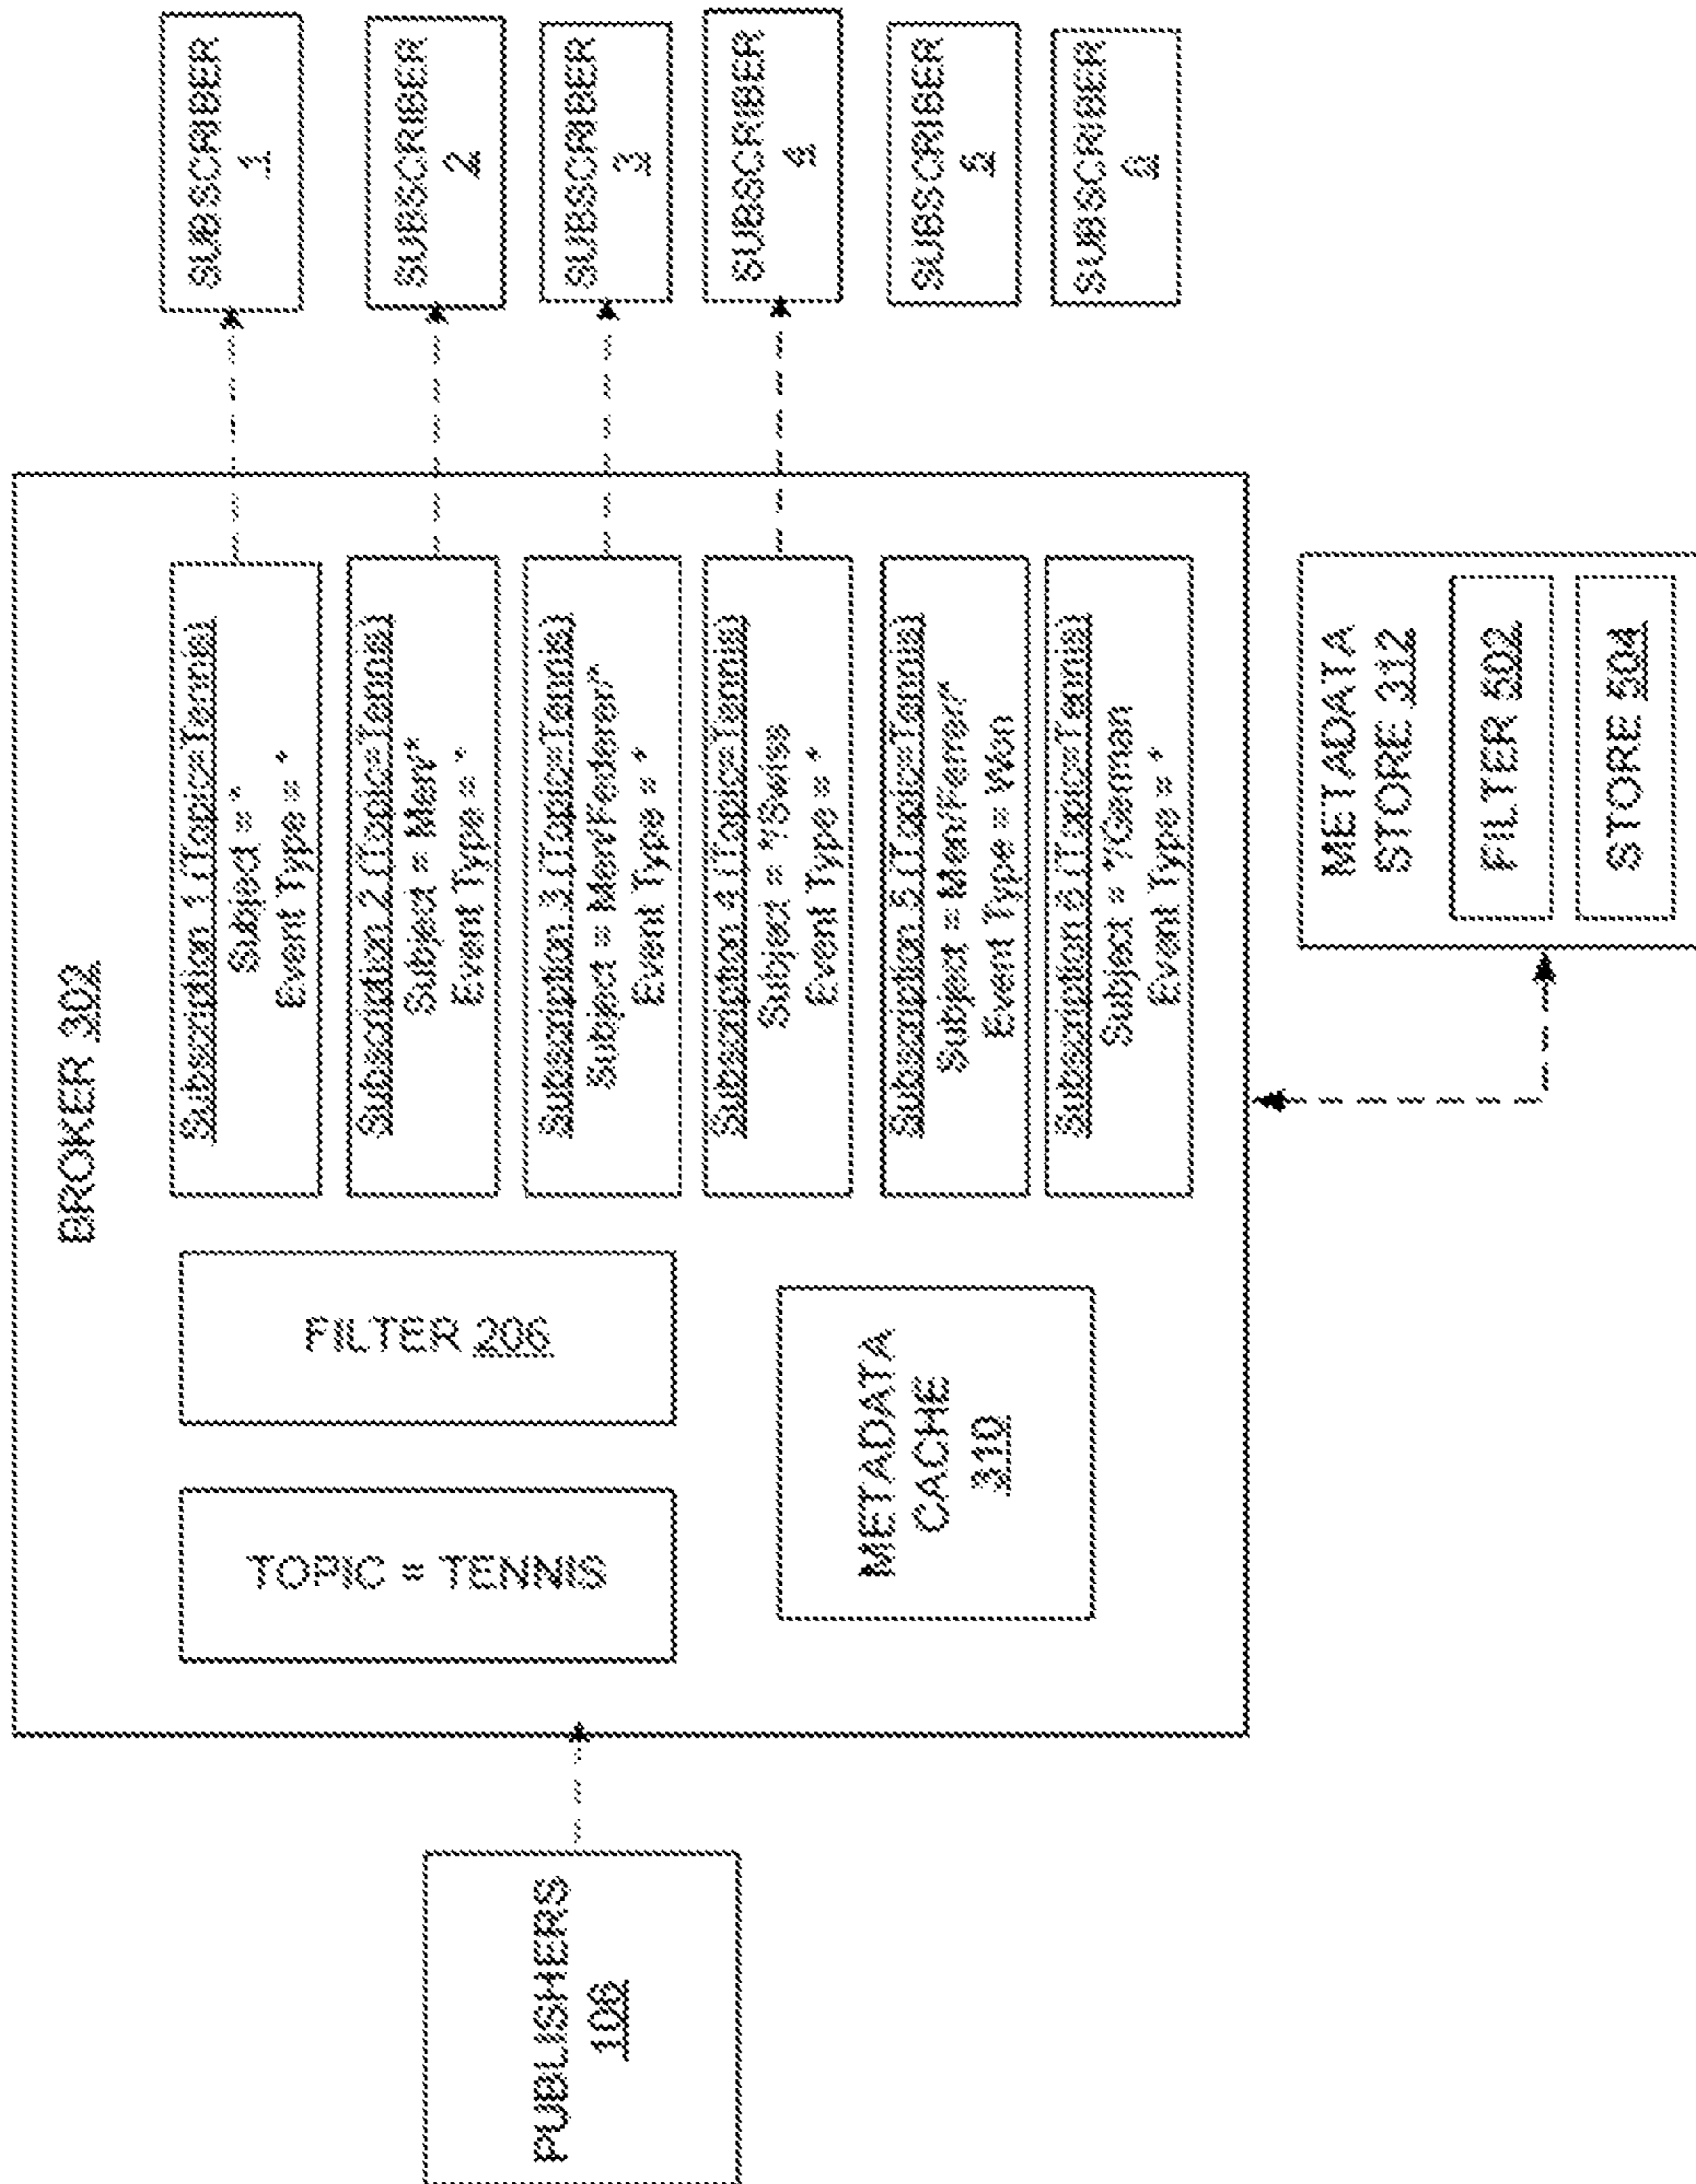 BROKER 302
PUBLISHERS
106
TOPIC = TENNIS
FILTER 206
METADATA
CACHE
310
Subscription 1 (Topic=Tennis)
Subject = *
Event Type = *
Subscription 2 (Topic=Tennis)
Subject = Men/*
Event Type = *
Subscription 3 (Topic=Tennis)
Subject = Men/Federer/*
Event Type = *
Subscription 4 (Topic=Tennis)
Subject = */Swiss
Event Type = *
Subscription 5 (Topic=Tennis)
Subject = Men/Ferrer/*
Event Type = Won
Subscription 6 (Topic=Tennis)
Subject = */German
Event Type = *
SUBSCRIBER
1
SUBSCRIBER
2
SUBSCRIBER
3
SUBSCRIBER
4
SUBSCRIBER
5
SUBSCRIBER
6
METADATA
STORE 312
FILTER 502
STORE 504